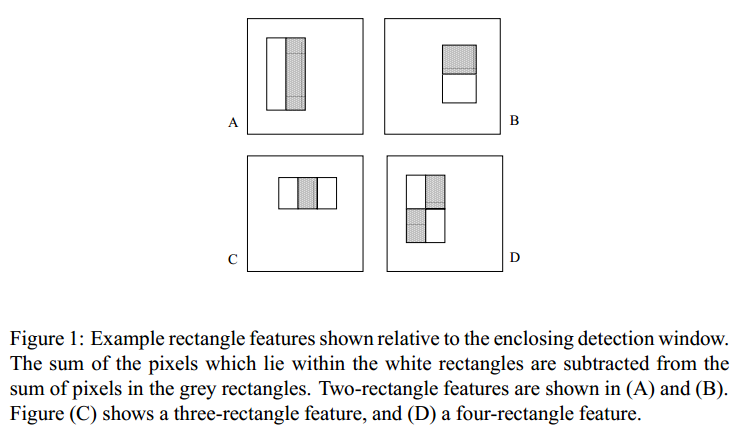 A
B
C
D
Figure 1: Example rectangle features shown relative to the enclosing detection window.
The sum of the pixels which lie within the white rectangles are subtracted from the
sum of pixels in the grey rectangles. Two-rectangle features are shown in (A) and (B).
Figure (C) shows a three-rectangle feature, and (D) a four-rectangle feature.